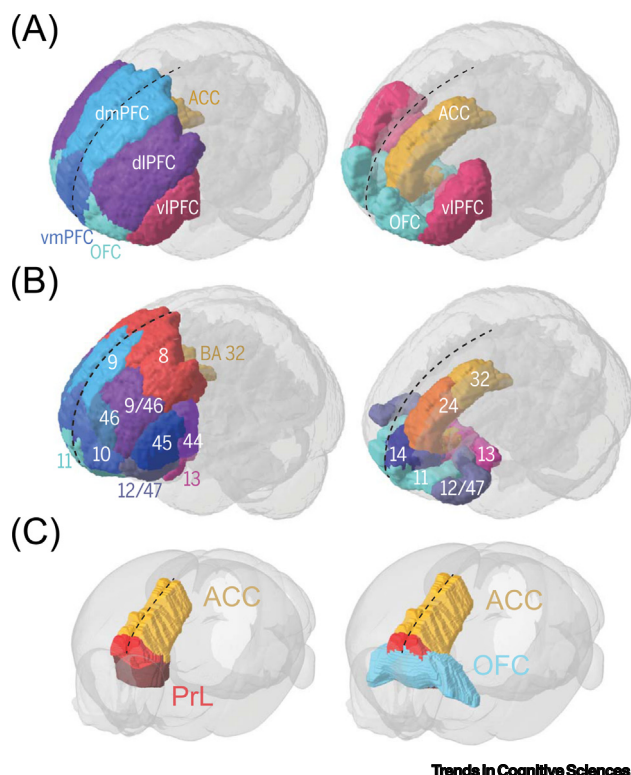 (A)
ACC
dmPFC
dlPFC
vlPFC
vmPFC
OFC
ACC
OFC
vlPFC
(B)
BA 32
9
8
9/46
46
45
44
10
11
13
12/47
32
24
14
13
11
12/47
(C)
ACC
PrL
ACC
OFC
Trends in Cognitive Sciences